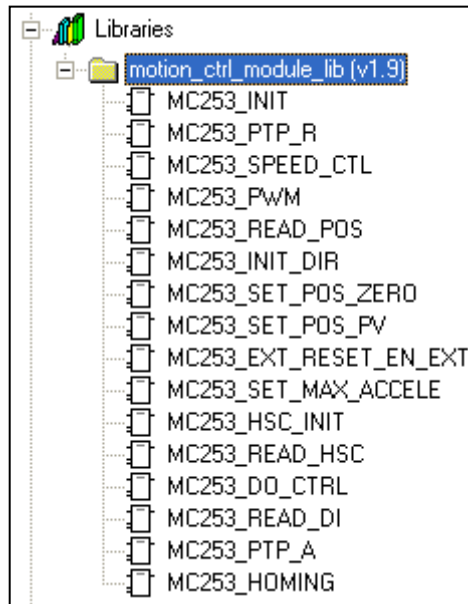 Libraries
motion_ctrl_module_lib (v1.9)
MC253_INIT
MC253_PTP_R
MC253_SPEED_CTL
MC253_PWM
MC253_READ_POS
MC253_INIT_DIR
MC253_SET_POS_ZERO
MC253_SET_POS_PV
MC253_EXT_RESET_EN_EXT
MC253_SET_MAX_ACCELE
MC253_HSC_INIT
MC253_READ_HSC
MC253_DO_CTRL
MC253_READ_DI
MC253_PTP_A
MC253_HOMING